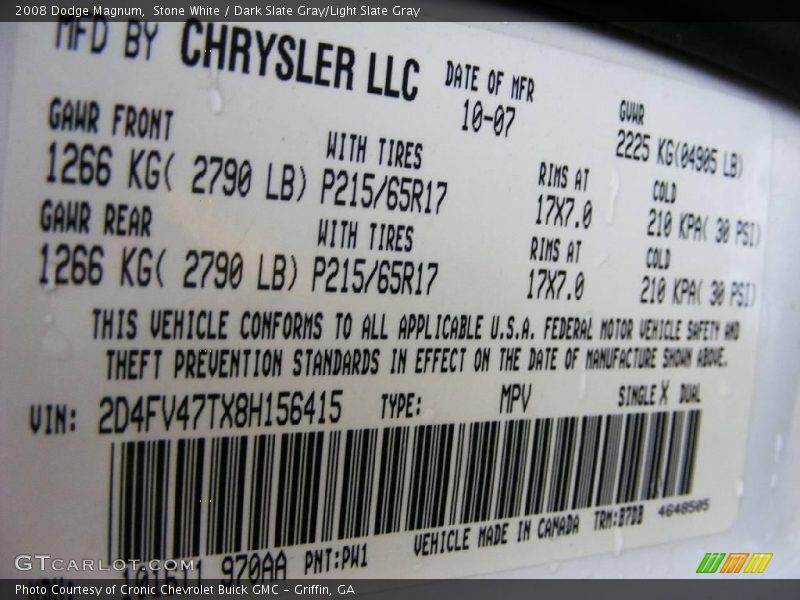 2008 Dodge Magnum,  Stone White / Dark Slate Gray/Light Slate Gray
MFD BY CHRYSLER LLC
DATE OF MFR
10-07
GVWR
2225 KG(04905 LB)
GAWR FRONT
1266 KG( 2790 LB)
WITH TIRES
P215/65R17
RIMS AT
17X7.0
COLD
210 KPA( 30 PSI)
GAWR REAR
1266 KG( 2790 LB)
WITH TIRES
P215/65R17
RIMS AT
17X7.0
COLD
210 KPA( 30 PSI)
THIS VEHICLE CONFORMS TO ALL APPLICABLE U.S.A. FEDERAL MOTOR VEHICLE SAFETY AND
THEFT PREVENTION STANDARDS IN EFFECT ON THE DATE OF MANUFACTURE SHOWN ABOVE.
VIN: 2D4FV47TX8H156415 TYPE: MPV SINGLE X DUAL
101611 970AA PNT:PW1 VEHICLE MADE IN CANADA TRM:B7DB 4648505
GTCARLOT.COM
Photo Courtesy of Cronic Chevrolet Buick GMC – Griffin, GA